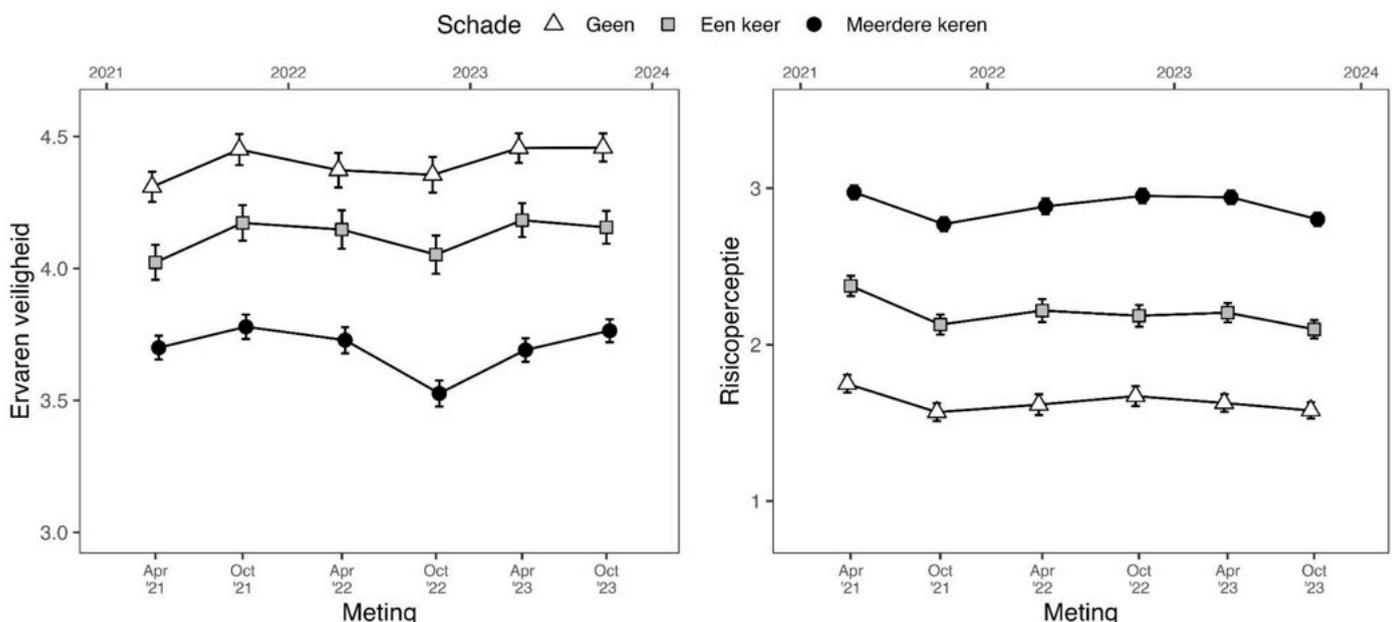 Schade Geen Een keer Meerdere keren
2021 2022 2023 2024
Ervaren veiligheid
4.5
4.0
3.5
3.0
Apr '21 Oct '21 Apr '22 Oct '22 Apr '23 Oct '23
Meting
2021 2022 2023 2024
Risicoperceptie
3
2
1
Apr '21 Oct '21 Apr '22 Oct '22 Apr '23 Oct '23
Meting